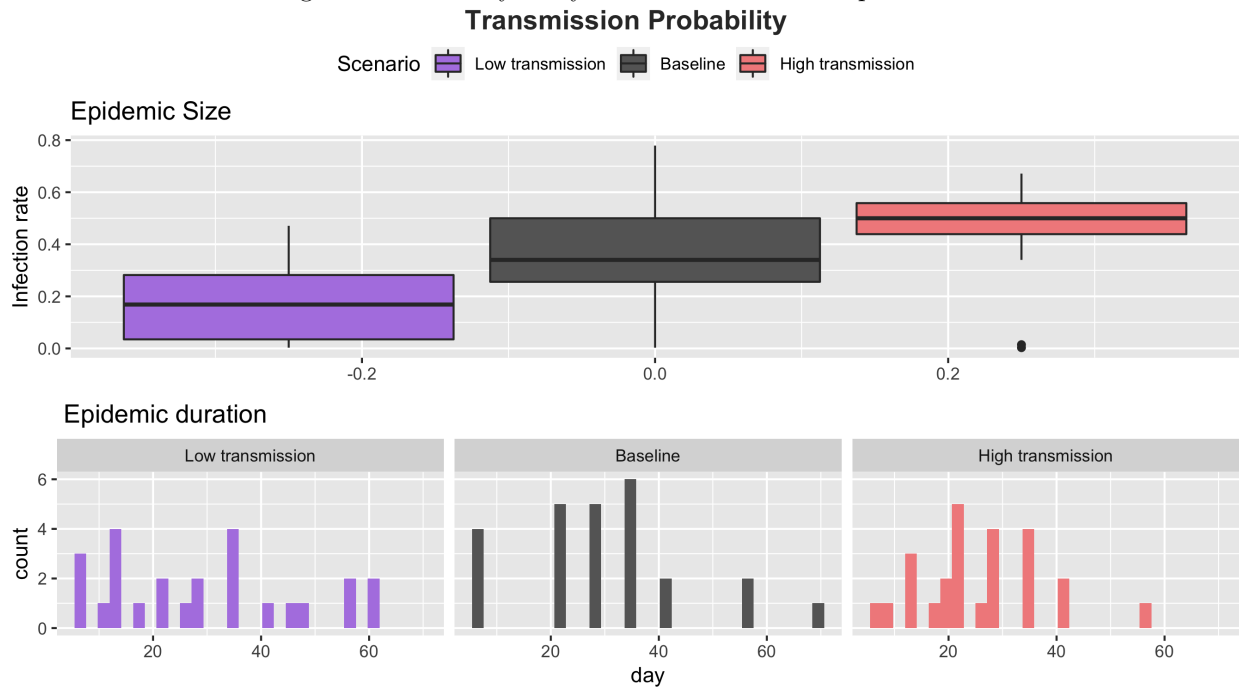 Transmission Probability
Scenario Low transmission Baseline High transmission
Epidemic Size
Infection rate
0.8
0.6
0.4
0.2
0.0
-0.2 0.0 0.2
Epidemic duration
Low transmission Baseline High transmission
count
6
4
2
0
20 40 60 20 40 60 20 40 60
day